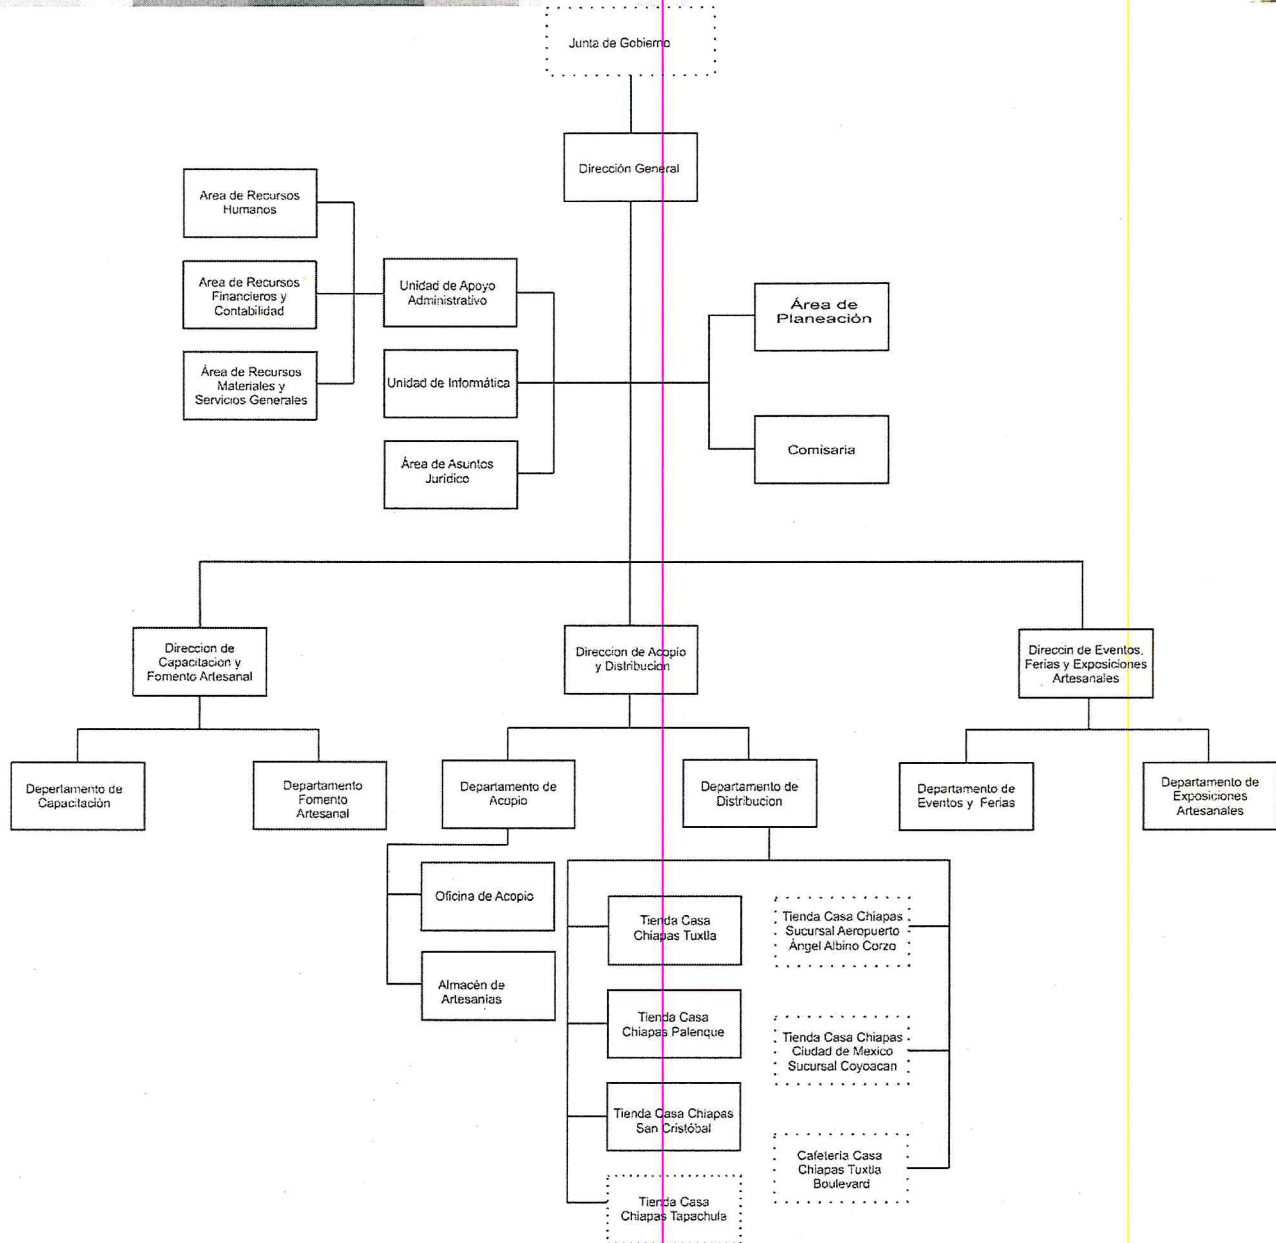 Junta de Gobierno
Dirección General
Area de Recursos
Humanos
Area de Recursos
Financieros y
Contabilidad
Área de Recursos
Materiales y
Servicios Generales
Unidad de Apoyo
Administrativo
Unidad de Informática
Área de Asuntos
Juridico
Área de
Planeación
Comisaria
Direccion de
Capacitacion y
Fomento Artesanal
Direccion de Acopio
y Distribucion
Direccin de Eventos,
Ferias y Exposiciones
Artesanales
Depertamento de
Capacitación
Departamento
Fomento
Artesanal
Departamento de
Acopio
Departamento de
Distribucion
Departamento de
Eventos y Ferias
Departamento de
Exposiciones
Artesanales
Oficina de Acopio
Almacén de
Artesanias
Tienda Casa
Chiapas Tuxtla
Tienda Casa
Chiapas Palenque
Tienda Casa Chiapas
San Cristóbal
Tienda Casa
Chiapas Tapachula
Tienda Casa Chiapas
Sucursal Aeropuerto
Ángel Albino Corzo
Tienda Casa Chiapas
Ciudad de Mexico
Sucursal Coyoacan
Cafeteria Casa
Chiapas Tuxtla
Boulevard